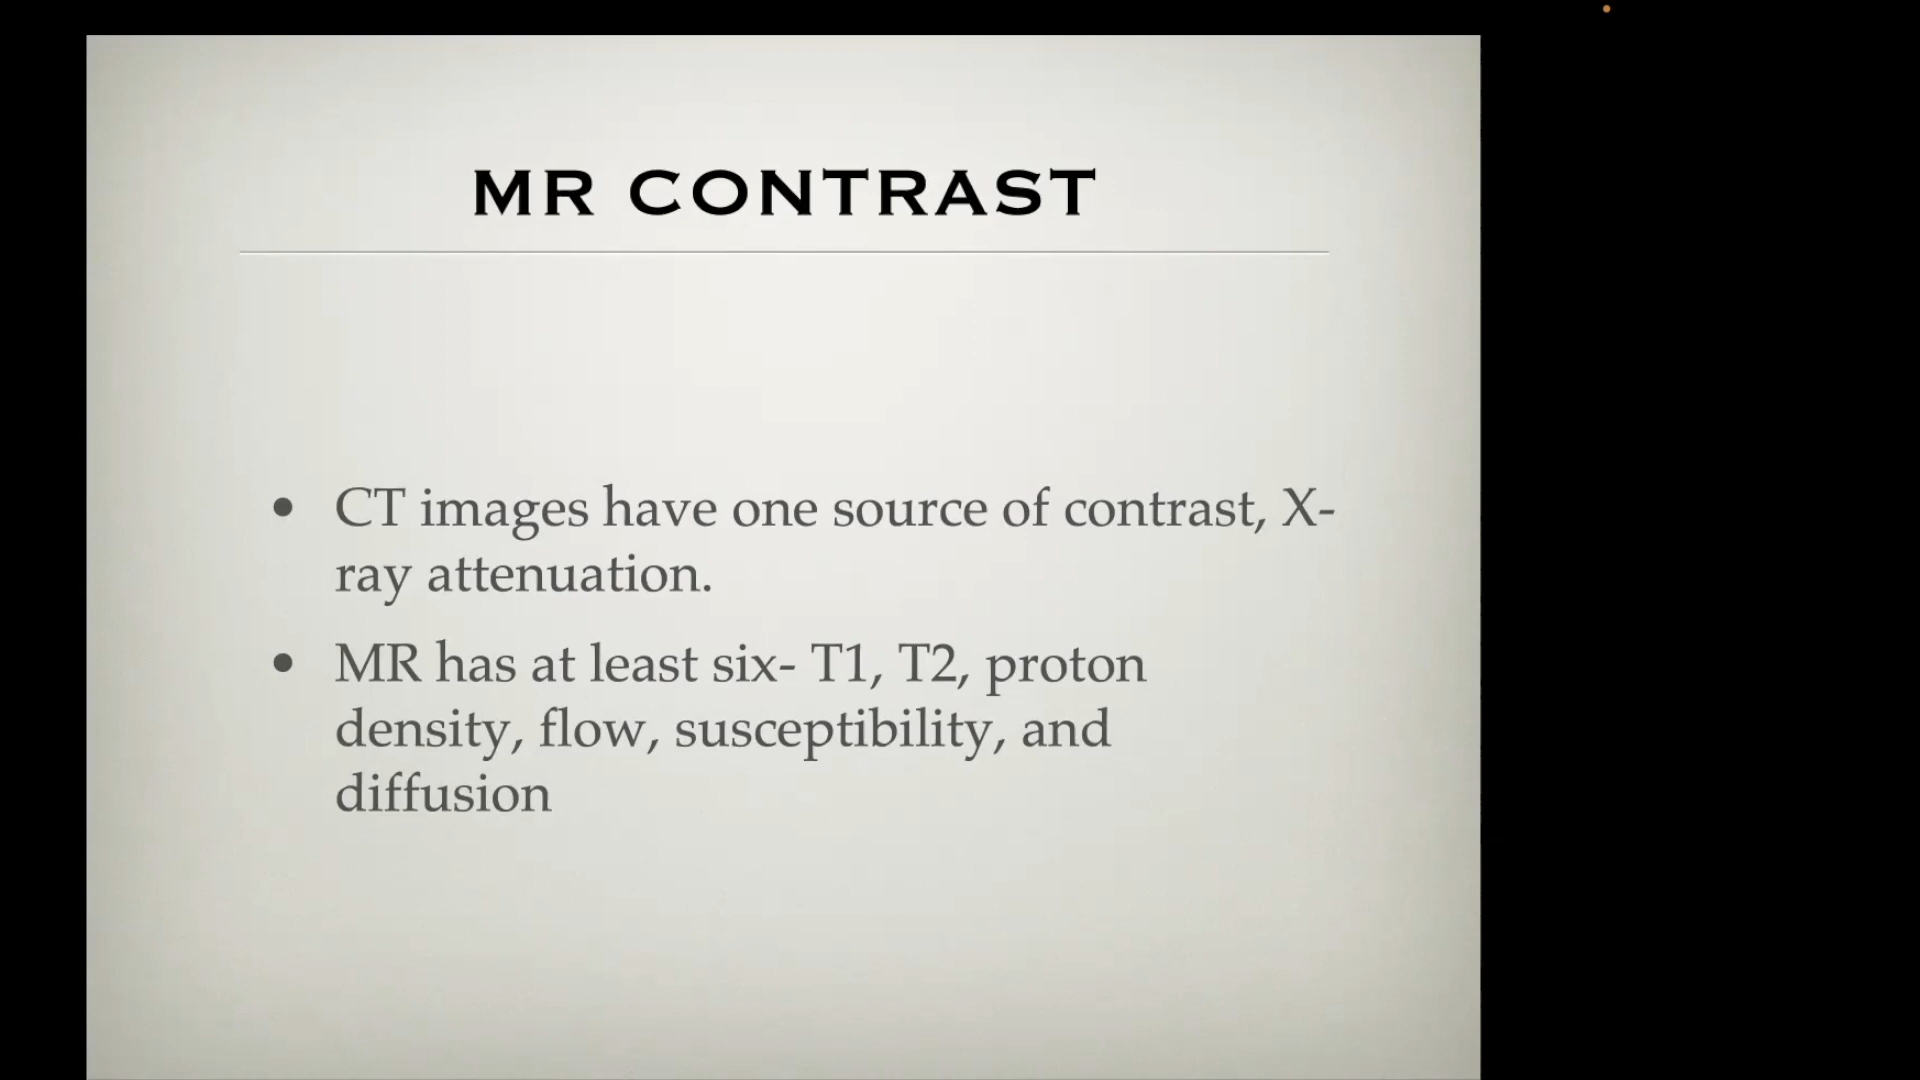 MR CONTRAST
• CT images have one source of contrast, X-
ray attenuation.
• MR has at least six- T1, T2, proton
density, flow, susceptibility, and
diffusion